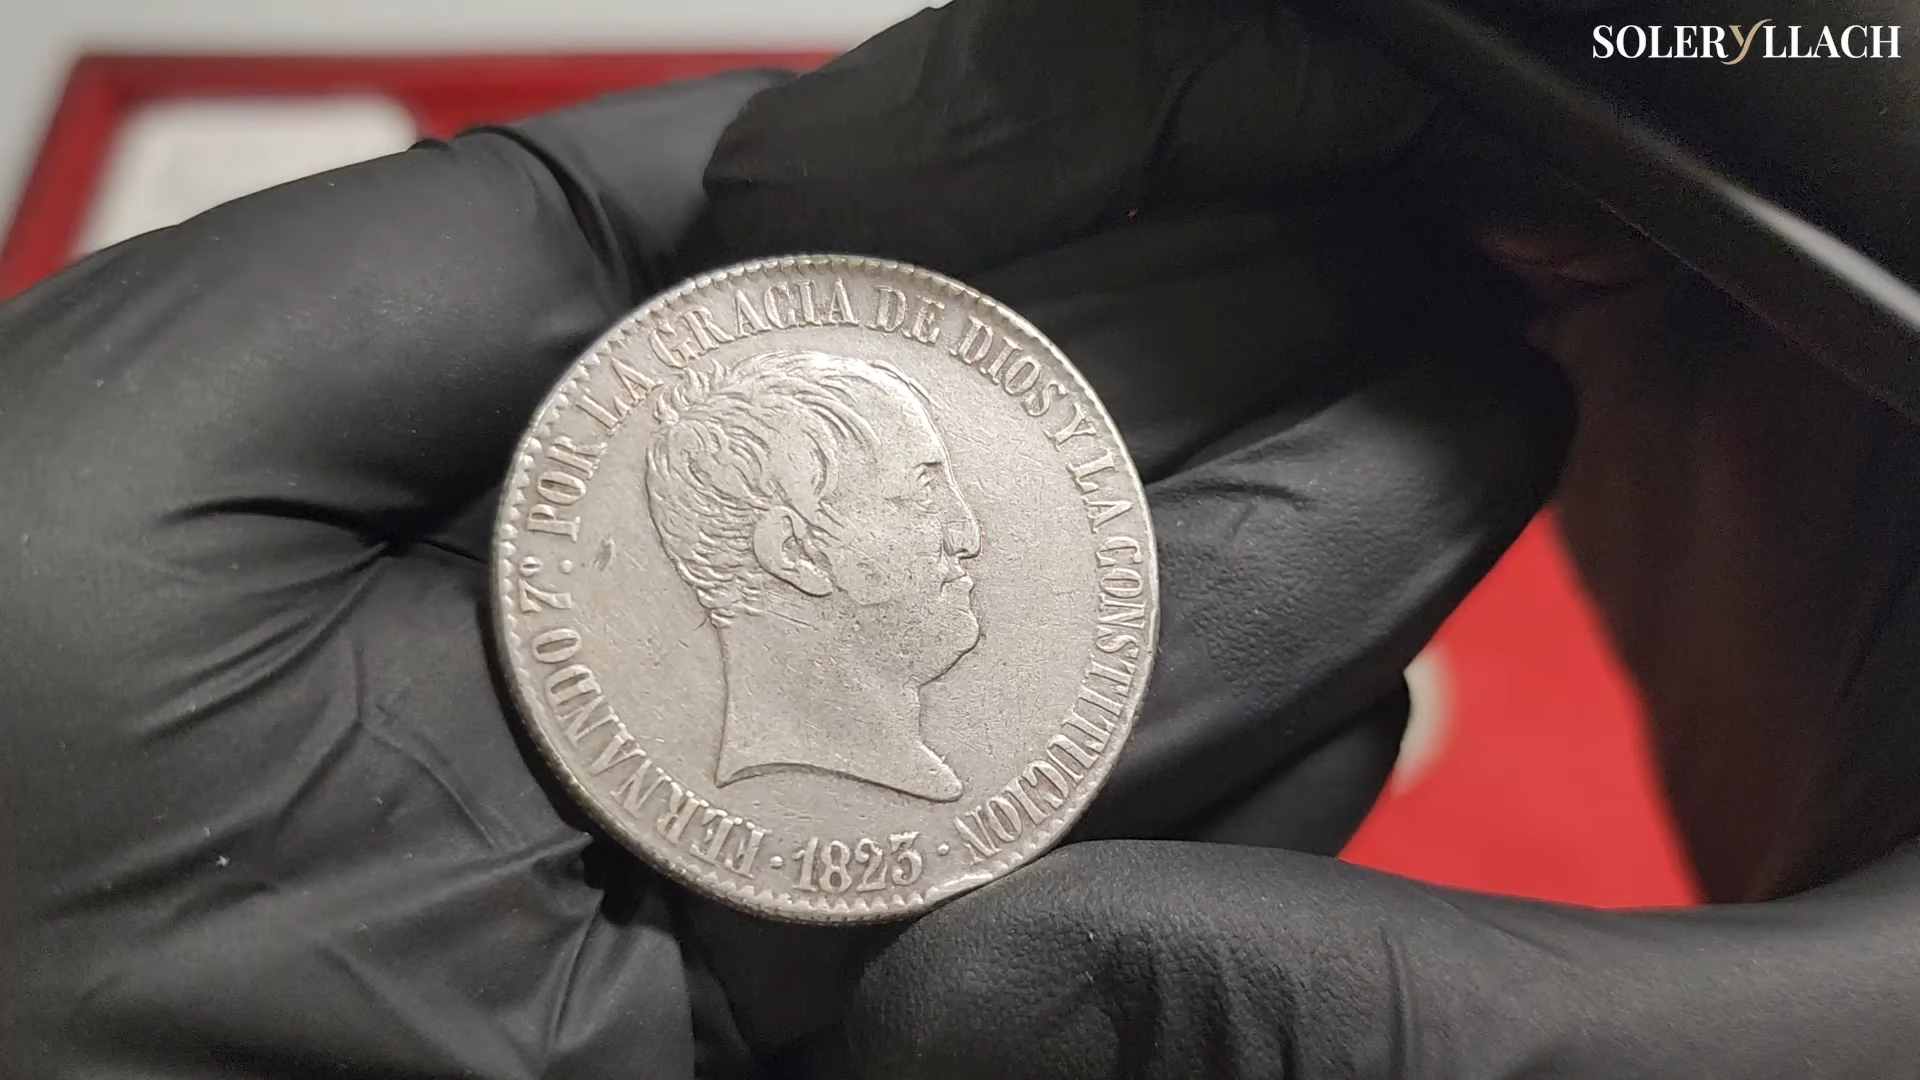 SOLERYLLACH
FERNANDO 7º. POR LA GRACIA DE DIOS Y LA CONSTITUCION
· 1823 ·